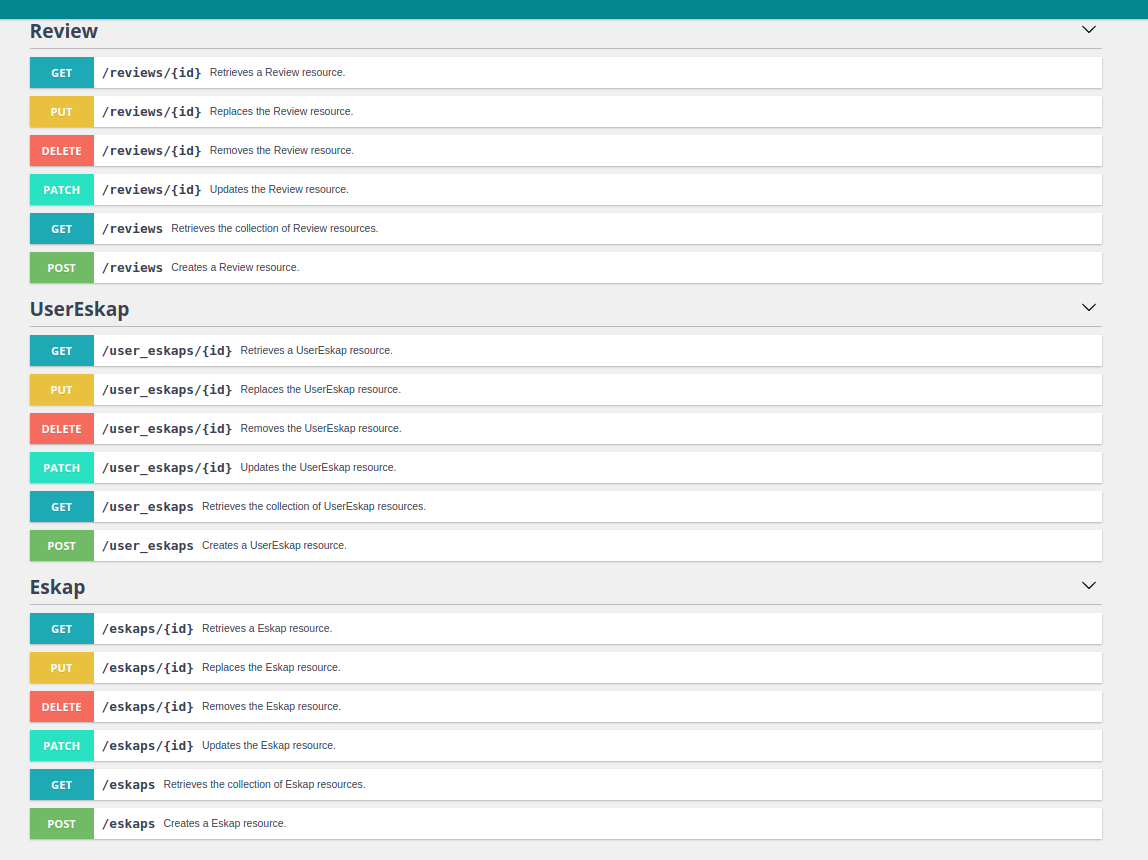 Review
GET /reviews/{id} Retrieves a Review resource.
PUT /reviews/{id} Replaces the Review resource.
DELETE /reviews/{id} Removes the Review resource.
PATCH /reviews/{id} Updates the Review resource.
GET /reviews Retrieves the collection of Review resources.
POST /reviews Creates a Review resource.
UserEskap
GET /user_eskaps/{id} Retrieves a UserEskap resource.
PUT /user_eskaps/{id} Replaces the UserEskap resource.
DELETE /user_eskaps/{id} Removes the UserEskap resource.
PATCH /user_eskaps/{id} Updates the UserEskap resource.
GET /user_eskaps Retrieves the collection of UserEskap resources.
POST /user_eskaps Creates a UserEskap resource.
Eskap
GET /eskaps/{id} Retrieves a Eskap resource.
PUT /eskaps/{id} Replaces the Eskap resource.
DELETE /eskaps/{id} Removes the Eskap resource.
PATCH /eskaps/{id} Updates the Eskap resource.
GET /eskaps Retrieves the collection of Eskap resources.
POST /eskaps Creates a Eskap resource.